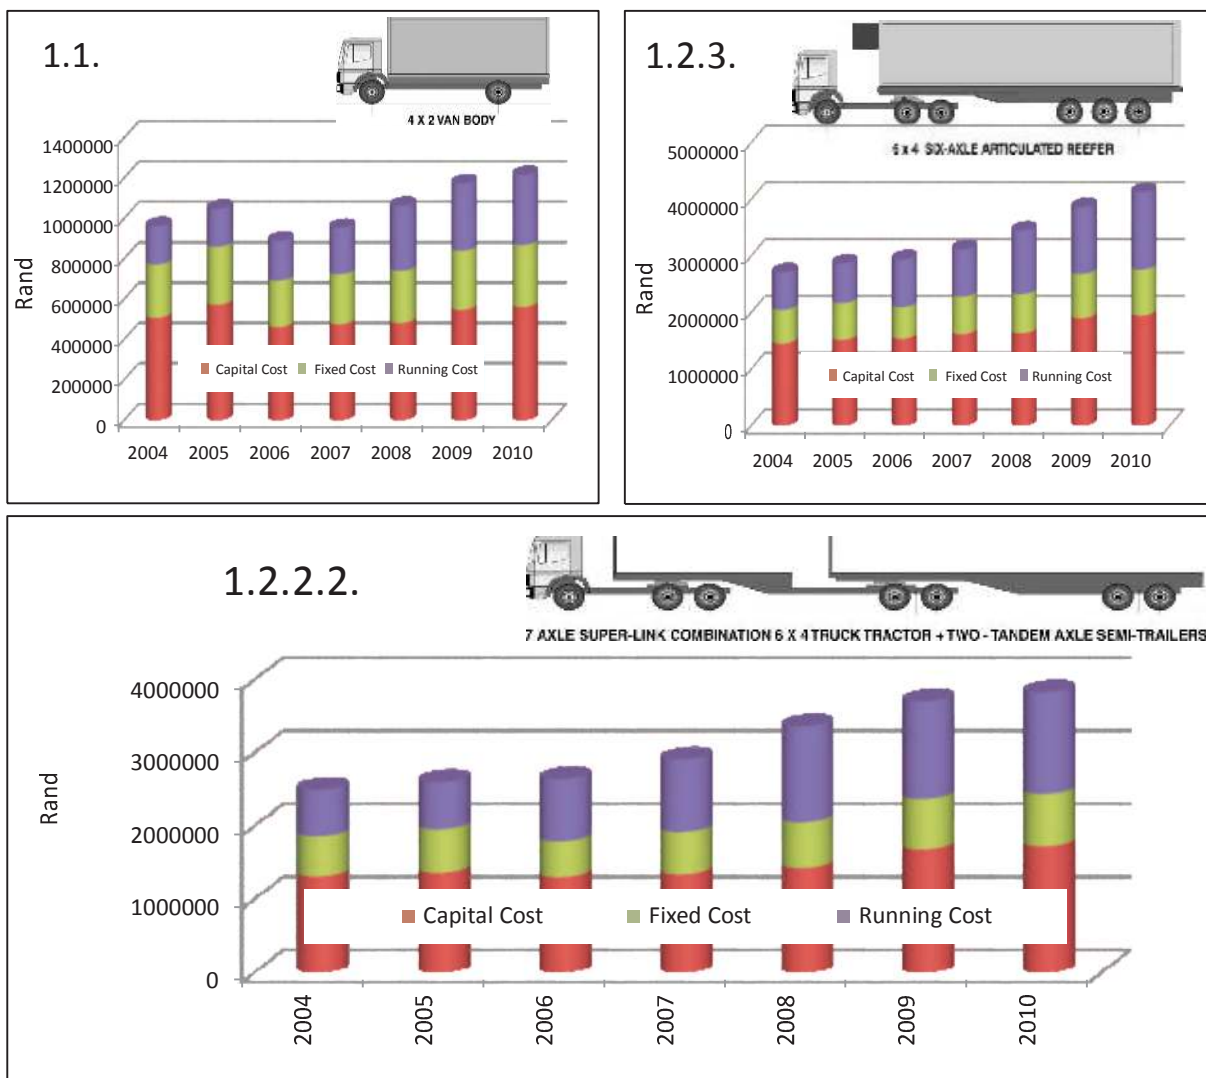 1.1.
4 X 2 VAN BODY
1400000
1200000
1000000
800000
600000
400000
200000
0
Rand
Capital Cost Fixed Cost Running Cost
2004 2005 2006 2007 2008 2009 2010
1.2.3.
6 x 4 SIX-AXLE ARTICULATED REEFER
5000000
4000000
3000000
2000000
1000000
0
Rand
Capital Cost Fixed Cost Running Cost
2004 2005 2006 2007 2008 2009 2010
1.2.2.2.
7 AXLE SUPER-LINK COMBINATION 6 X 4 TRUCK TRACTOR + TWO - TANDEM AXLE SEMI-TRAILERS
4000000
3000000
2000000
1000000
0
Rand
Capital Cost Fixed Cost Running Cost
2004 2005 2006 2007 2008 2009 2010